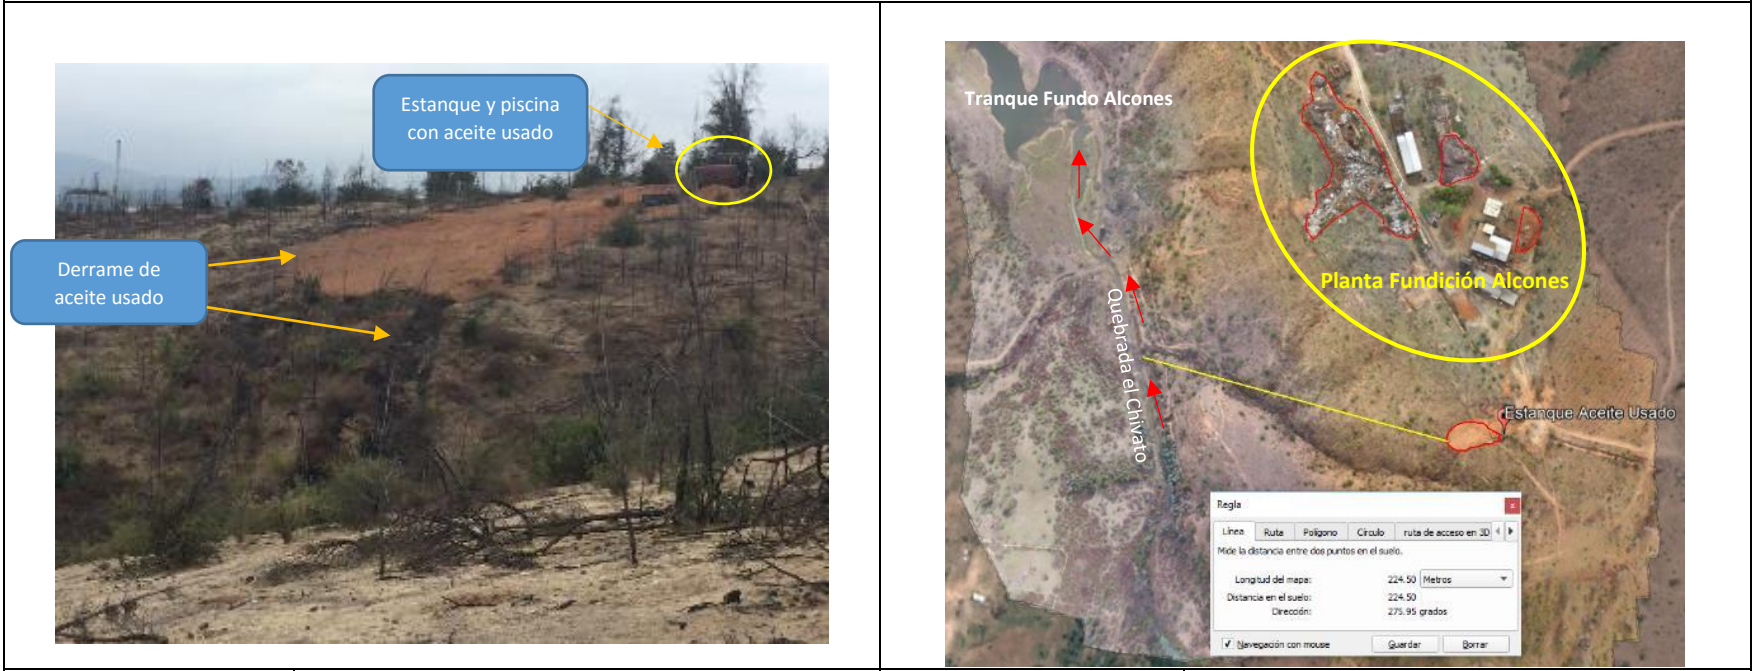 Estanque y piscina
con aceite usado
Derrame de
aceite usado
Tranque Fundo Alcones
Planta Fundición Alcones
Quebrada el Chivato
Estanque Aceite Usado
Regla
Línea Ruta Polígono Círculo ruta de acceso en 3D
Mide la distancia entre dos puntos en el suelo.
Longitud del mapa: 224.50 Metros
Distancia en el suelo: 224.50
Dirección: 275.95 grados
Navegación con mouse Guardar Borrar